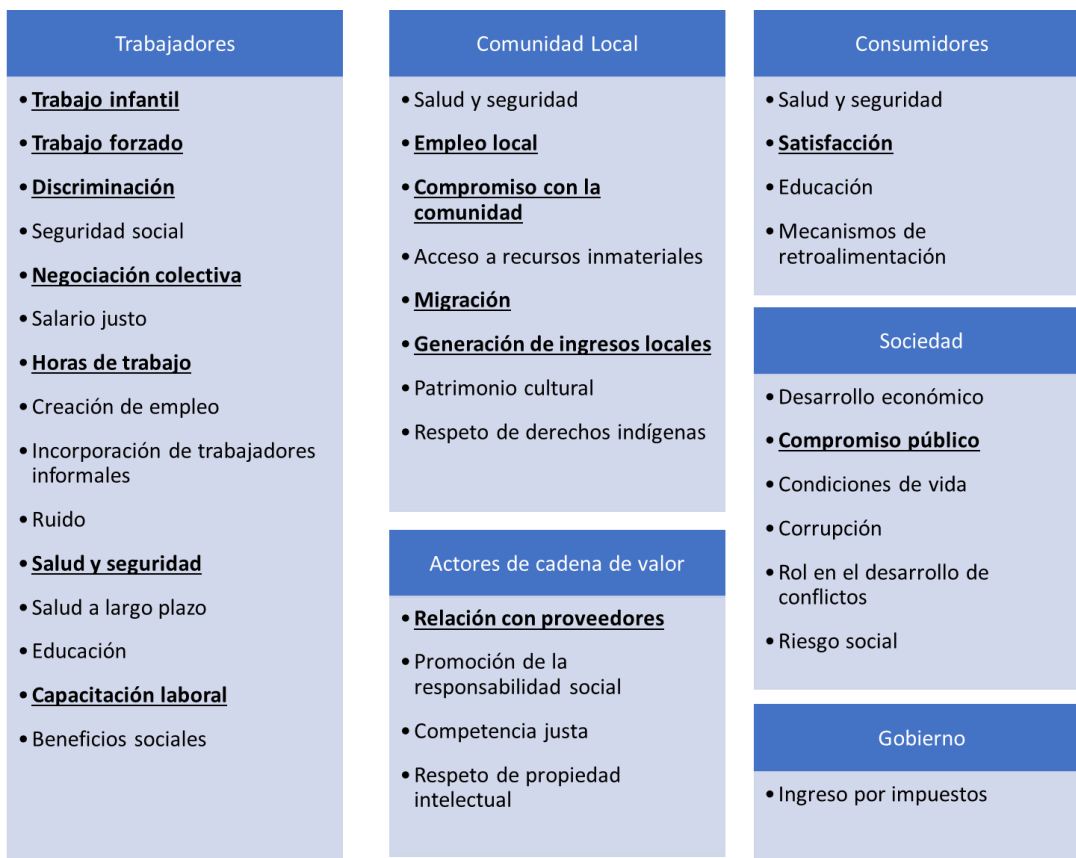 Trabajadores
• Trabajo infantil
• Trabajo forzado
• Discriminación
• Seguridad social
• Negociación colectiva
• Salario justo
• Horas de trabajo
• Creación de empleo
• Incorporación de trabajadores
informales
• Ruido
• Salud y seguridad
• Salud a largo plazo
• Educación
• Capacitación laboral
• Beneficios sociales
Comunidad Local
• Salud y seguridad
• Empleo local
• Compromiso con la
comunidad
• Acceso a recursos inmateriales
• Migración
• Generación de ingresos locales
• Patrimonio cultural
• Respeto de derechos indígenas
Actores de cadena de valor
• Relación con proveedores
• Promoción de la
responsabilidad social
• Competencia justa
• Respeto de propiedad
intelectual
Consumidores
• Salud y seguridad
• Satisfacción
• Educación
• Mecanismos de
retroalimentación
Sociedad
• Desarrollo económico
• Compromiso público
• Condiciones de vida
• Corrupción
• Rol en el desarrollo de
conflictos
• Riesgo social
Gobierno
• Ingreso por impuestos